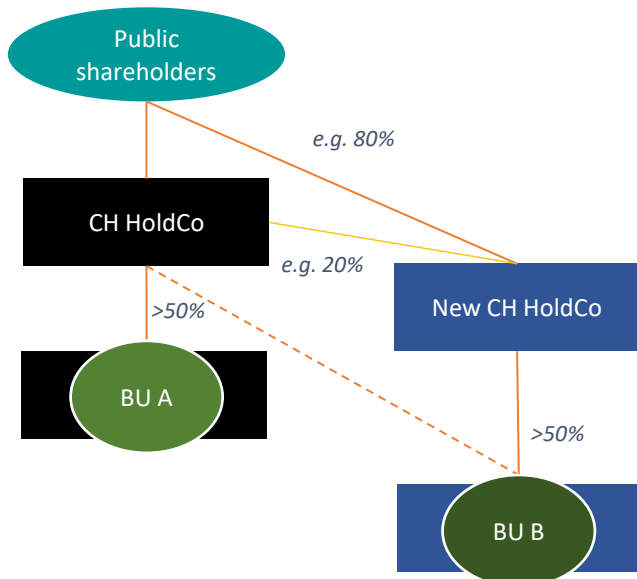 Public
shareholders
e.g. 80%
CH HoldCo
e.g. 20%
New CH HoldCo
>50%
BU A
>50%
BU B